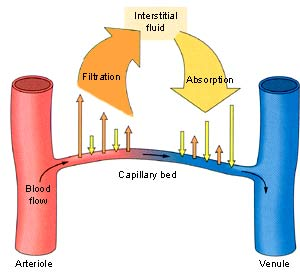 Interstitial
fluid
Filtration
Absorption
Capillary bed
Blood
flow
Arteriole
Venule